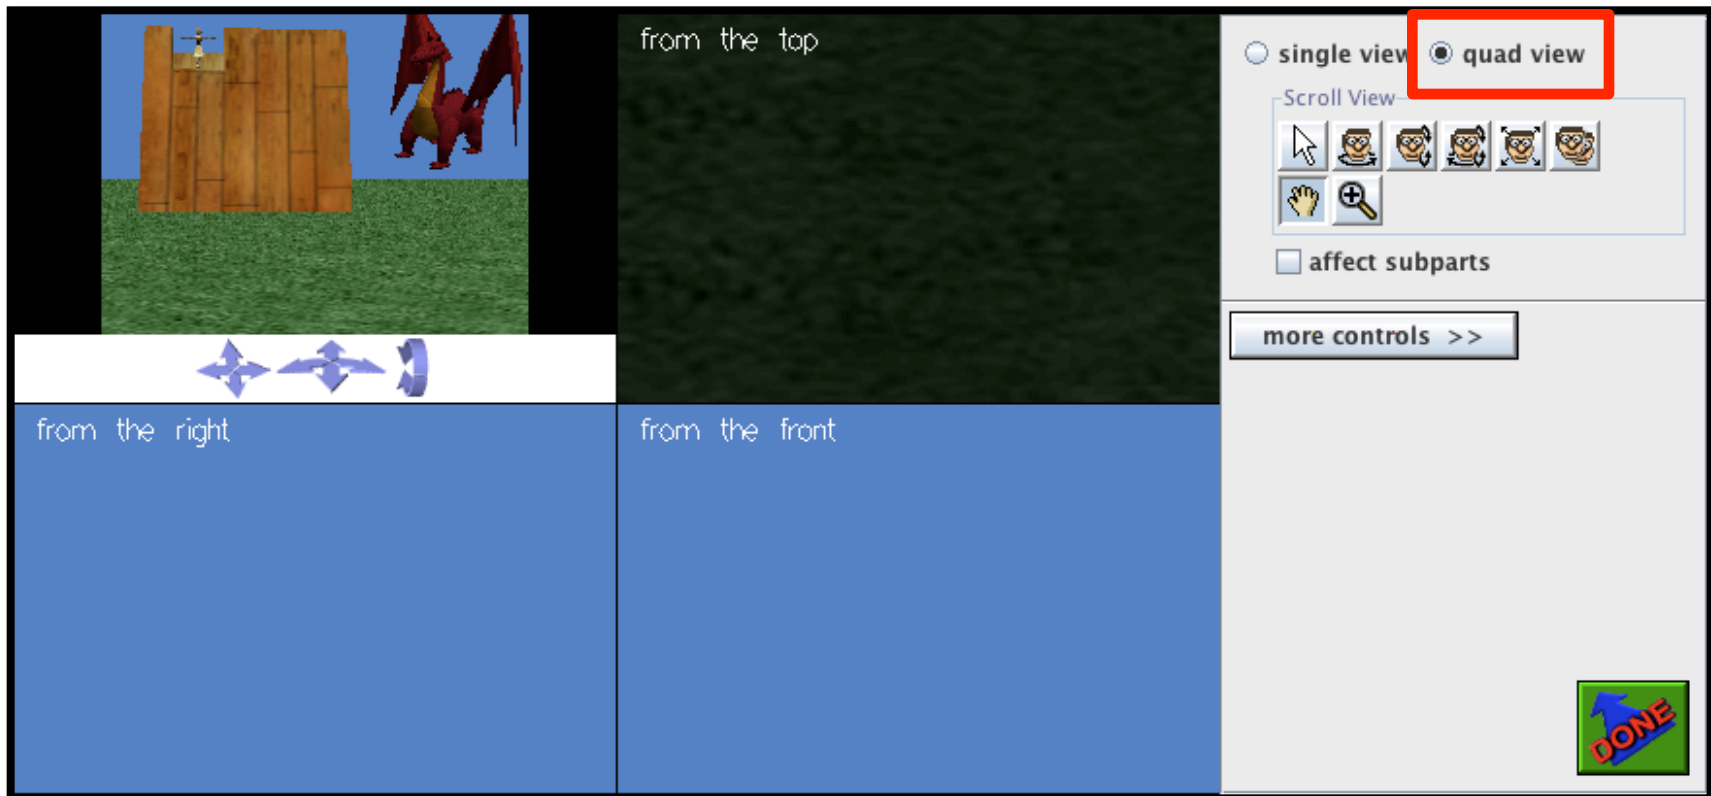 from the top
single view
quad view
Scroll View
affect subparts
more controls >>
from the right
from the front
DONE